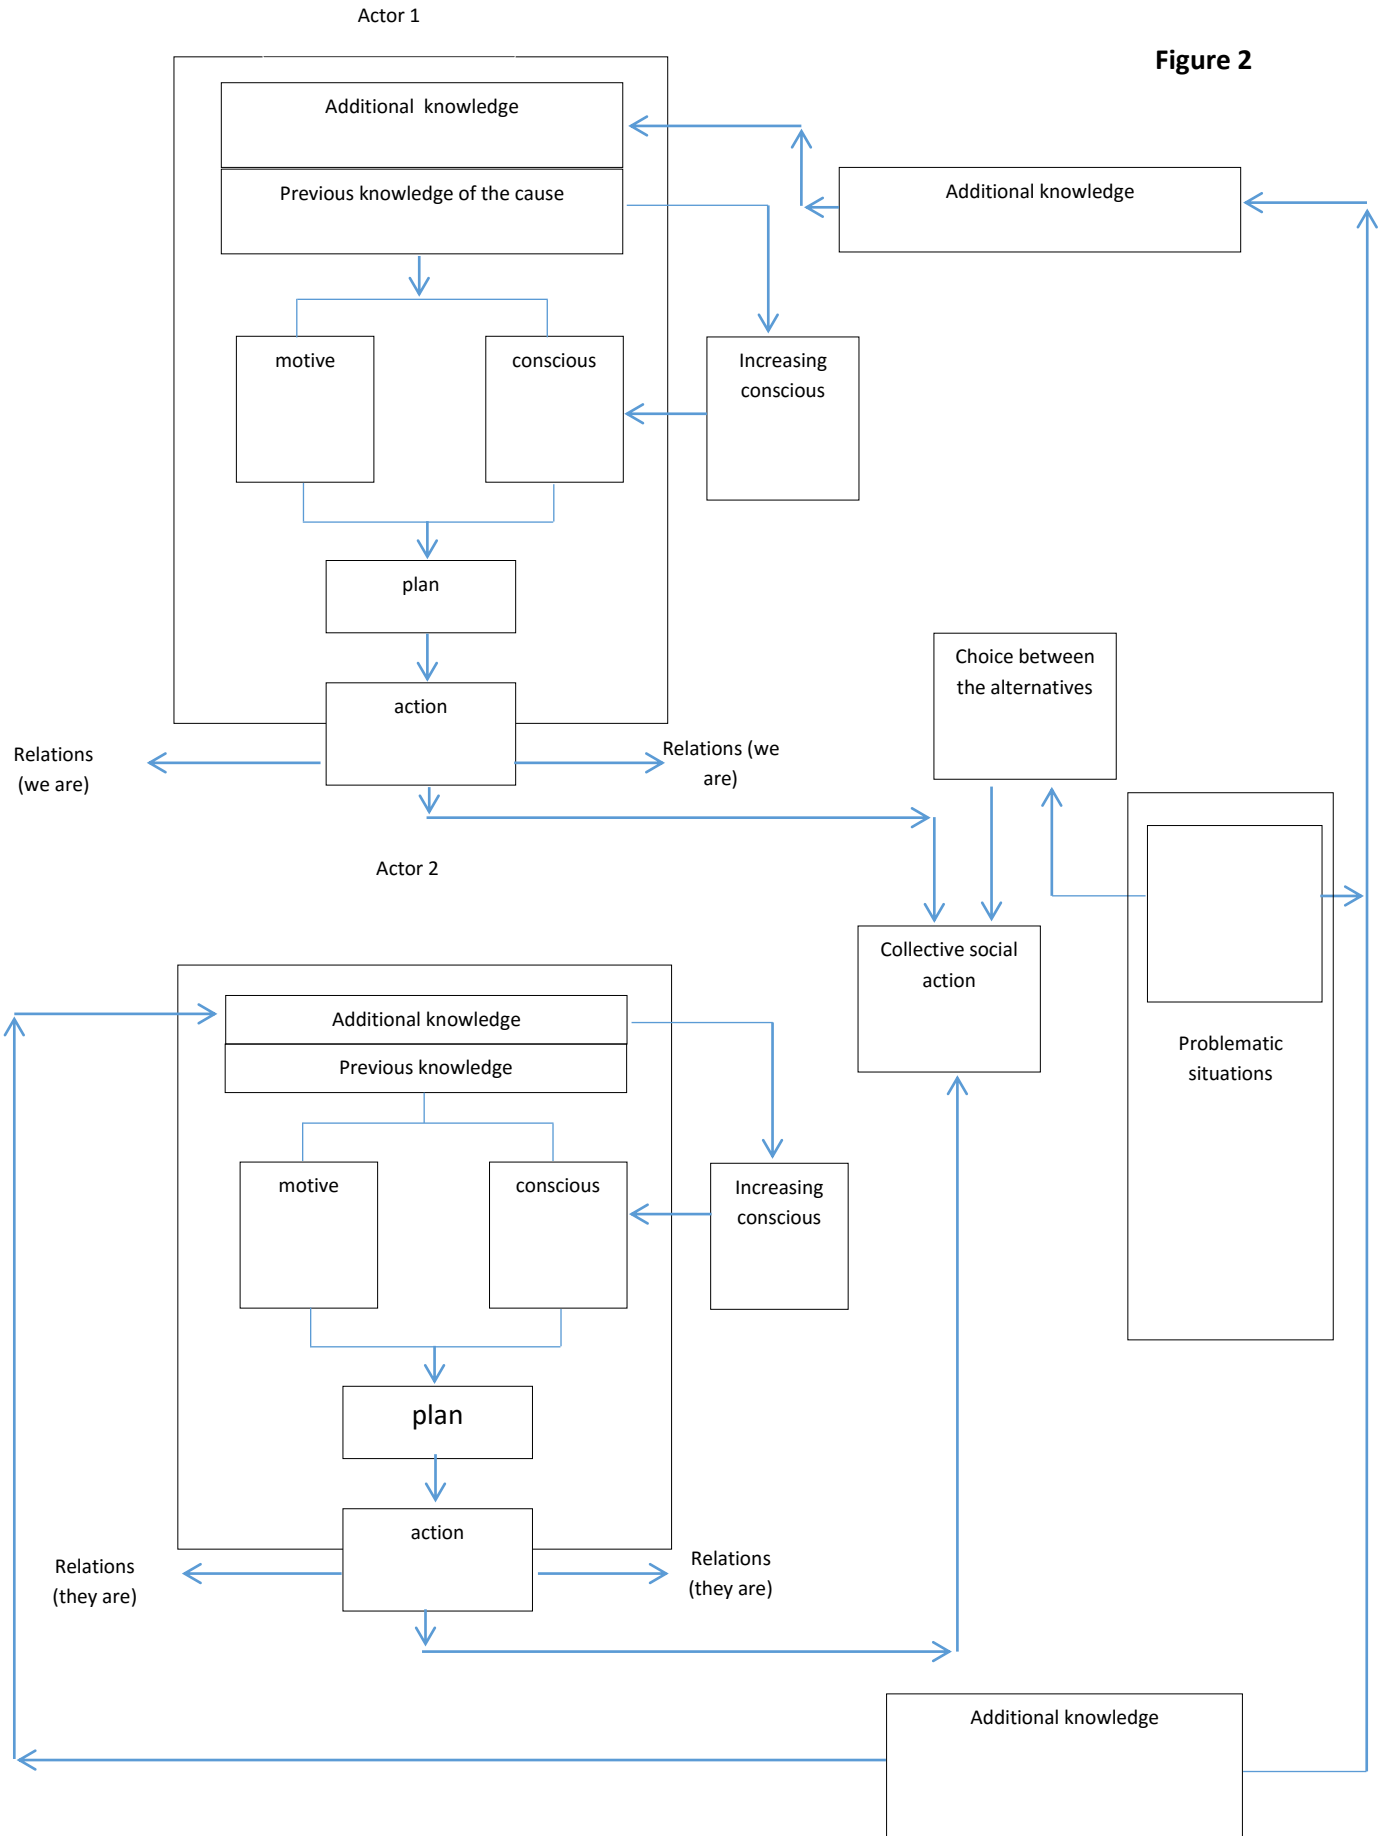 Actor 1
Figure 2
Additional knowledge
Previous knowledge of the cause
Additional knowledge
motive
conscious
Increasing
conscious
plan
Choice between
the alternatives
action
Relations
(we are)
Relations (we
are)
Actor 2
Collective social
action
Problematic
situations
Additional knowledge
Previous knowledge
motive
conscious
Increasing
conscious
plan
action
Relations
(they are)
Relations
(they are)
Additional knowledge